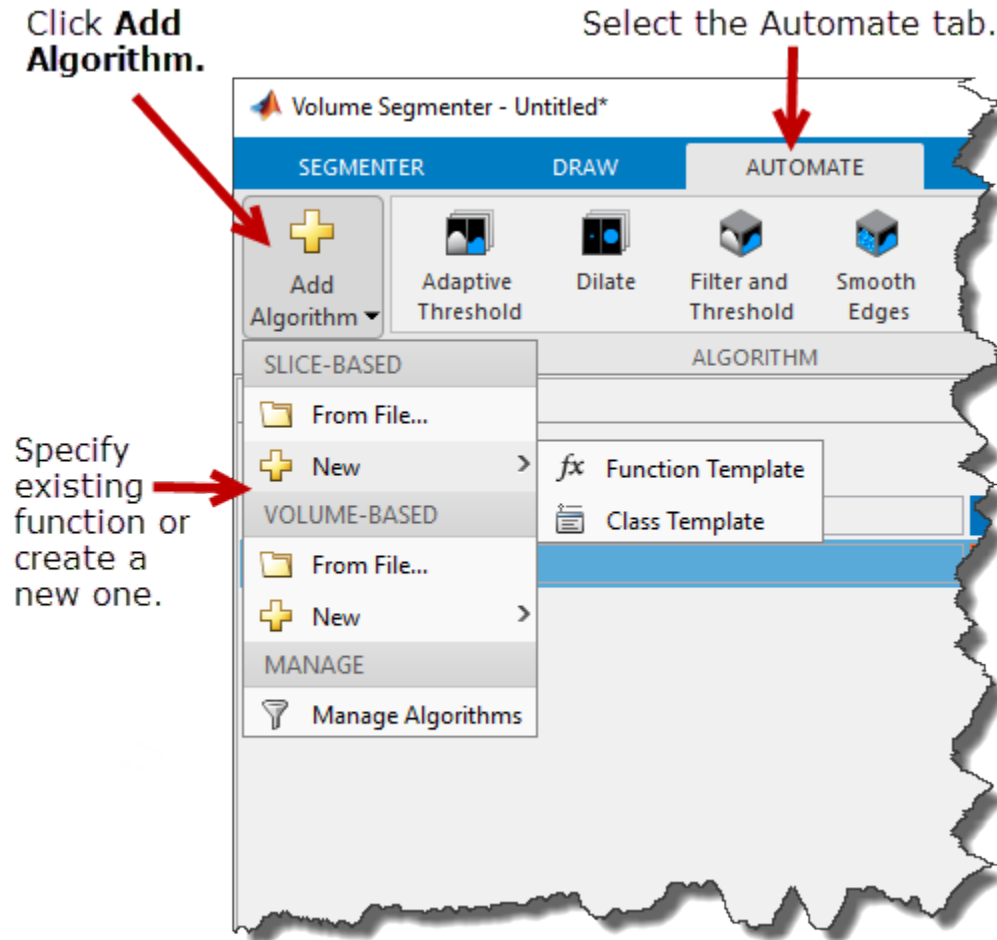 Click Add
Algorithm.
Select the Automate tab.
Volume Segmenter - Untitled*
SEGMENTER
DRAW
AUTOMATE
Add
Algorithm
Adaptive
Threshold
Dilate
Filter and
Threshold
Smooth
Edges
ALGORITHM
SLICE-BASED
From File...
New
fx Function Template
Class Template
VOLUME-BASED
From File...
New
MANAGE
Manage Algorithms
Specify
existing
function or
create a
new one.